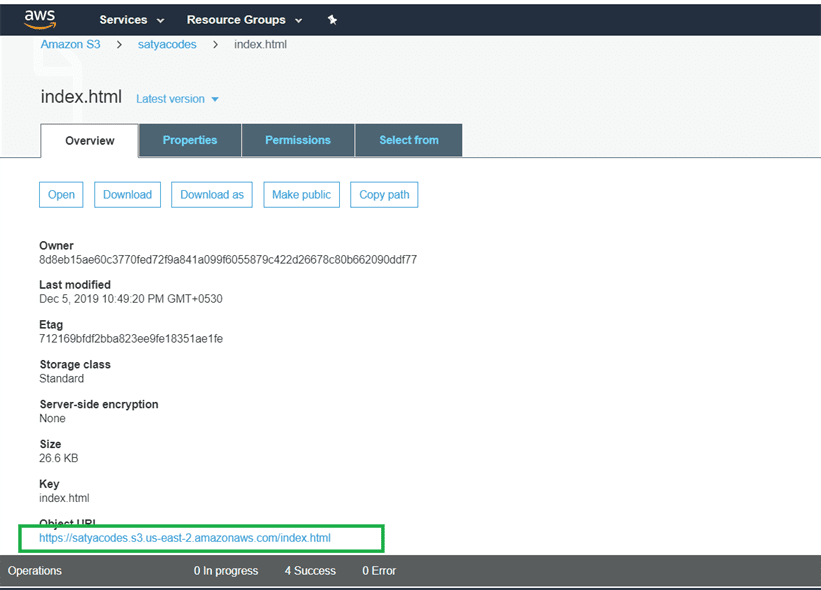 aws Services Resource Groups
Amazon S3 > satyacodes > index.html
index.html Latest version
Overview Properties Permissions Select from
Open Download Download as Make public Copy path
Owner
8d8eb15ae60c3770fed72f9a841a099f6055879c422d26678c80b662090ddf77
Last modified
Dec 5, 2019 10:49:20 PM GMT+0530
Etag
712169bfdf2bba823ee9fe18351ae1fe
Storage class
Standard
Server-side encryption
None
Size
26.6 KB
Key
index.html
Object URL
https://satyacodes.s3.us-east-2.amazonaws.com/index.html
Operations 0 In progress 4 Success 0 Error